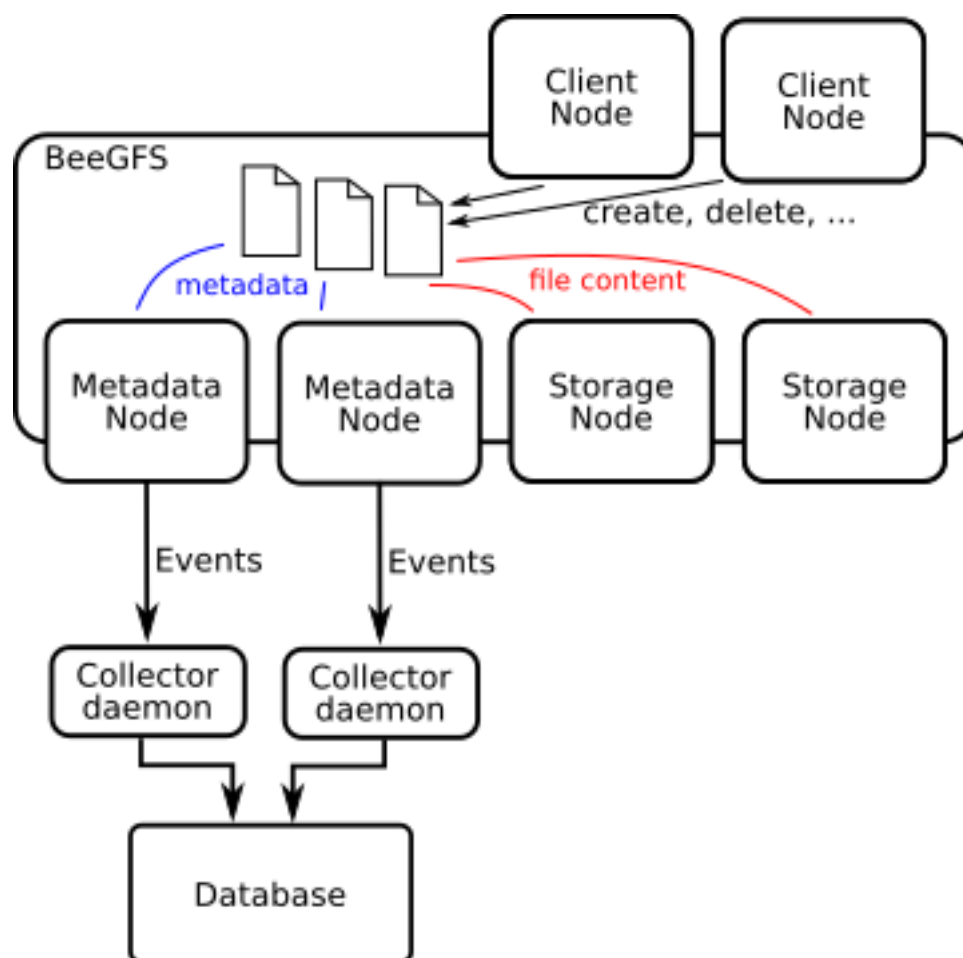 Client
Node
Client
Node
BeeGFS
create, delete, ...
metadata
file content
Metadata
Node
Metadata
Node
Storage
Node
Storage
Node
Events
Events
Collector
daemon
Collector
daemon
Database